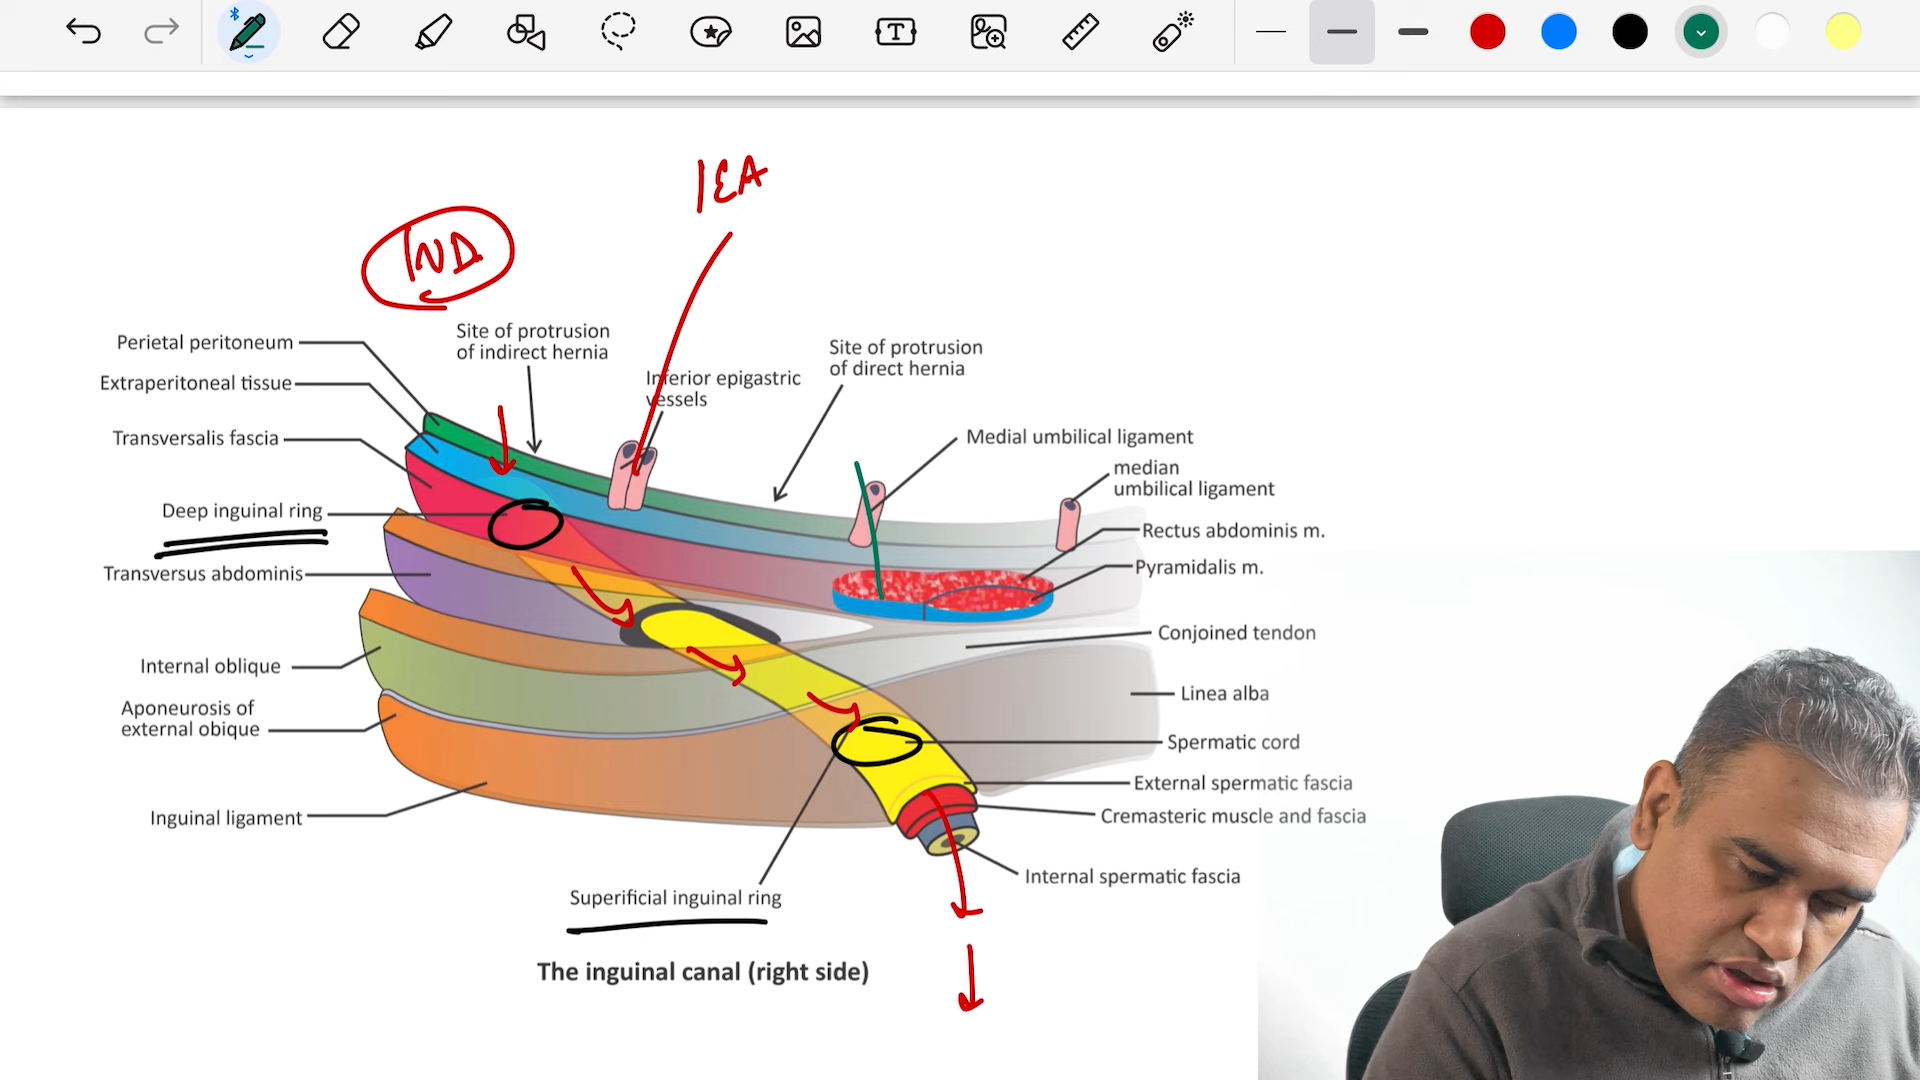 IEA
IND
Site of protrusion
of indirect hernia
Perietal peritoneum
Extraperitoneal tissue
Transversalis fascia
Deep inguinal ring
Transversus abdominis
Internal oblique
Aponeurosis of
external obique
Inguinal ligament
Inferior epigastric
vessels
Site of protrusion
of direct hernia
Medial umbilical ligament
median
umbilical ligament
Rectus abdominis m.
Pyramidalis m.
Conjoined tendon
Linea alba
Spermatic cord
External spermatic fascia
Cremasteric muscle and fascia
Internal spermatic fascia
Superificial inguinal ring
The inguinal canal (right side)